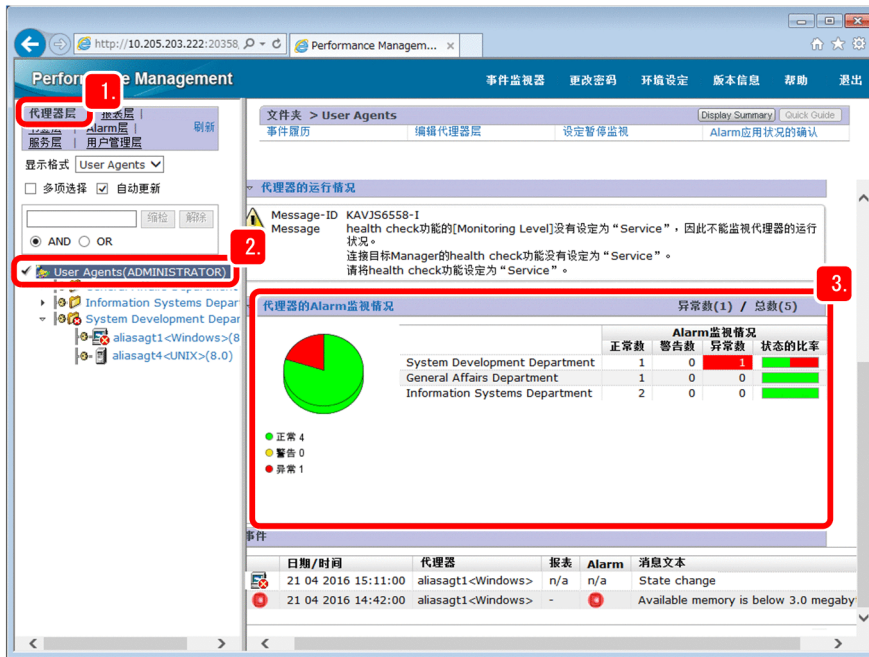 http://10.205.203.222:20358,
Performance Managem... ×
Performance Management
事件监视器 更改密码 环境设定 版本信息 帮助 退出
1.
代理器层 | 报表层 |
Alarm层 | 刷新
服务层 | 用户管理层
显示格式 User Agents
多项选择 自动更新
缩检 解除
AND OR
2.
User Agents(ADMINISTRATOR)
Information Systems Depar
System Development Depar
aliasagt1<Windows>(8
aliasagt4<UNIX>(8.0)
文件夹 > User Agents Display Summary Quick Guide
事件履历 编辑代理器层 设定暂停监视 Alarm应用状况的确认
代理器的运行情况
Message-ID KAVJS6558-I
Message health check功能的[Monitoring Level]没有设定为“Service”，因此不能监视代理器的运行
状况。
连接目标Manager的health check功能没有设定为“Service”。
请将health check功能设定为“Service”。
3.
代理器的Alarm监视情况 异常数(1) / 总数(5)
Alarm监视情况
正常数 警告数 异常数 状态的比率
System Development Department 1 0 1
General Affairs Department 1 0 0
Information Systems Department 2 0 0
正常 4
警告 0
异常 1
事件
日期/时间 代理器 报表 Alarm 消息文本
21 04 2016 15:11:00 aliasagt1<Windows> n/a n/a State change
21 04 2016 14:42:00 aliasagt1<Windows> - Available memory is below 3.0 megaby